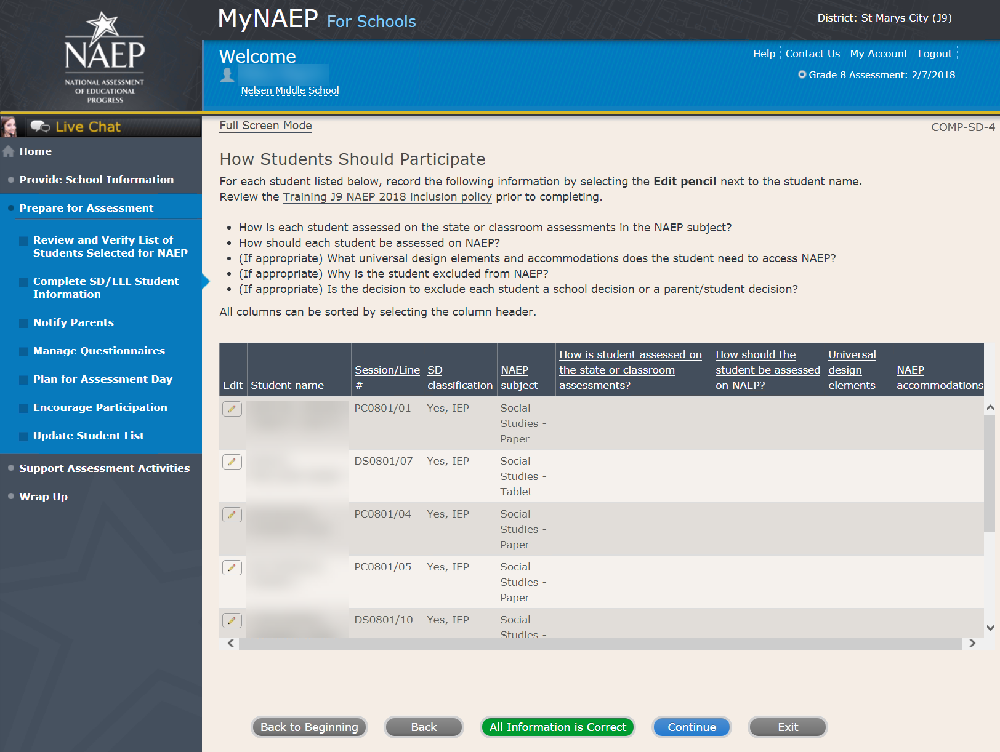 MyNAEP For Schools
District: St Marys City (J9)
NAEP
NATIONAL ASSESSMENT
OF EDUCATIONAL
PROGRESS
Welcome
Nelsen Middle School
Help
Contact Us
My Account
Logout
Grade 8 Assessment: 2/7/2018
Live Chat
Home
Provide School Information
Prepare for Assessment
Review and Verify List of
Students Selected for NAEP
Complete SD/ELL Student
Information
Notify Parents
Manage Questionnaires
Plan for Assessment Day
Encourage Participation
Update Student List
Support Assessment Activities
Wrap Up
Full Screen Mode
COMP-SD-4
How Students Should Participate
For each student listed below, record the following information by selecting the Edit pencil next to the student name.
Review the Training J9 NAEP 2018 inclusion policy prior to completing.
• How is each student assessed on the state or classroom assessments in the NAEP subject?
• How should each student be assessed on NAEP?
• (If appropriate) What universal design elements and accommodations does the student need to access NAEP?
• (If appropriate) Why is the student excluded from NAEP?
• (If appropriate) Is the decision to exclude each student a school decision or a parent/student decision?
All columns can be sorted by selecting the column header.
Edit
Student name
Session/Line
#
SD
classification
NAEP
subject
How is student assessed on
the state or classroom
assessments?
How should the
student be assessed
on NAEP?
Universal
design
elements
NAEP
accommodations
PC0801/01
Yes, IEP
Social
Studies -
Paper
DS0801/07
Yes, IEP
Social
Studies -
Tablet
PC0801/04
Yes, IEP
Social
Studies -
Paper
PC0801/05
Yes, IEP
Social
Studies -
Paper
DS0801/10
Yes, IEP
Social
Studies -
Back to Beginning
Back
All Information is Correct
Continue
Exit